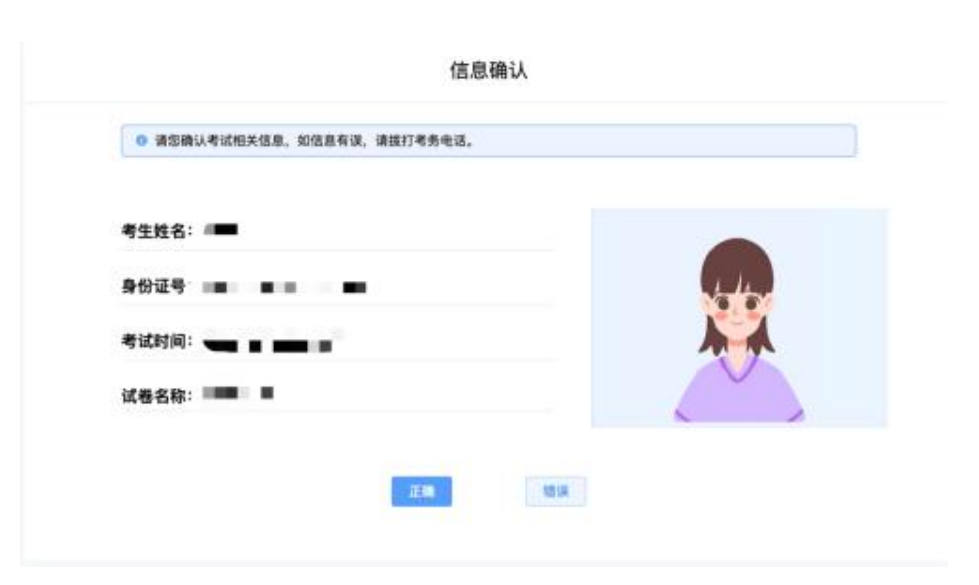 信息确认
请您确认考试相关信息，如信息有误，请拨打考务电话。
考生姓名：
身份证号
考试时间：
试卷名称：
正确
错误